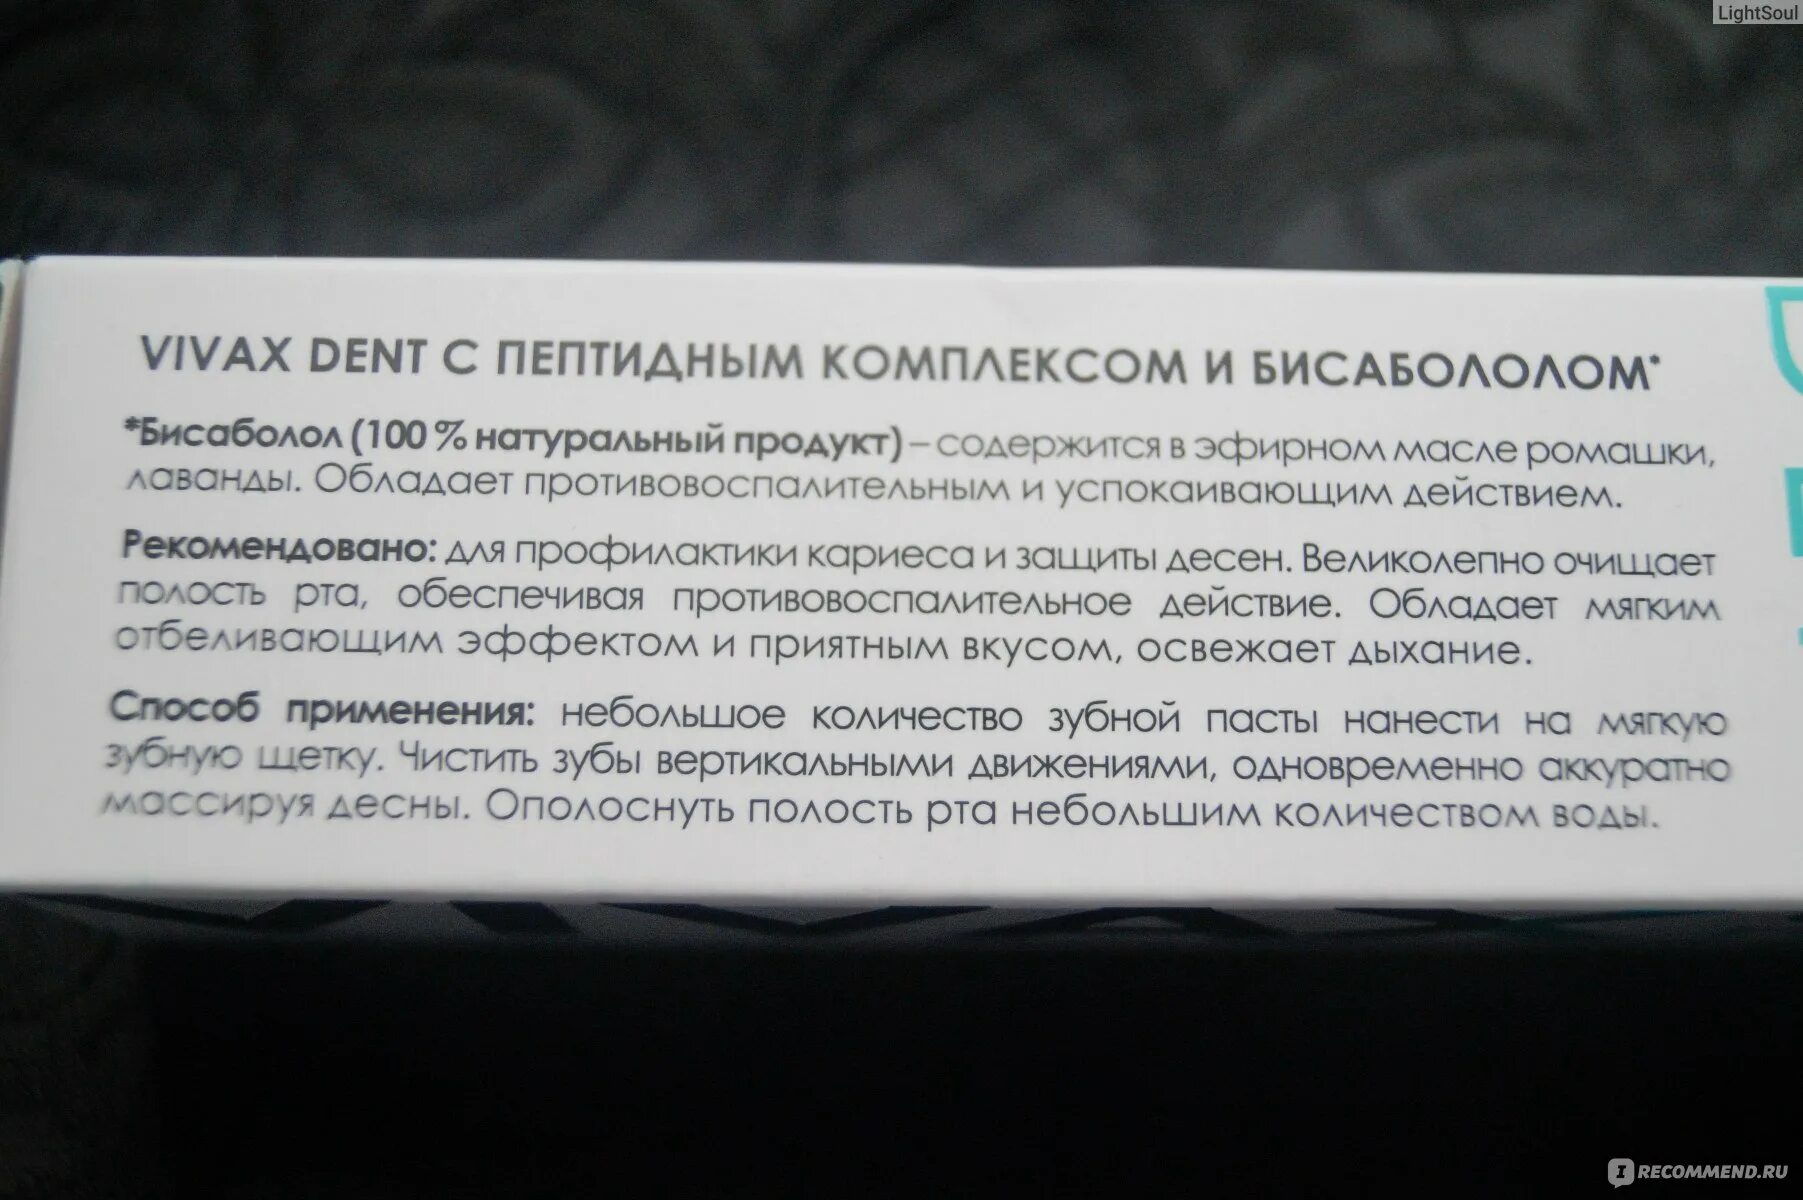 LightSoul
VIVAX DENT С ПЕПТИДНЫМ КОМПЛЕКСОМ И БИСАБОЛОЛОМ*
*Бисаболол (100 % натуральный продукт) – содержится в эфирном масле ромашки,
лаванды. Обладает противовоспалительным и успокаивающим действием.
Рекомендовано: для профилактики кариеса и защиты десен. Великолепно очищает
полость рта, обеспечивая противовоспалительное действие. Обладает мягким
отбеливающим эффектом и приятным вкусом, освежает дыхание.
Способ применения: небольшое количество зубной пасты нанести на мягкую
зубную щетку. Чистить зубы вертикальными движениями, одновременно аккуратно
массируя десны. Ополоснуть полость рта небольшим количеством воды.
I RECOMMEND.RU